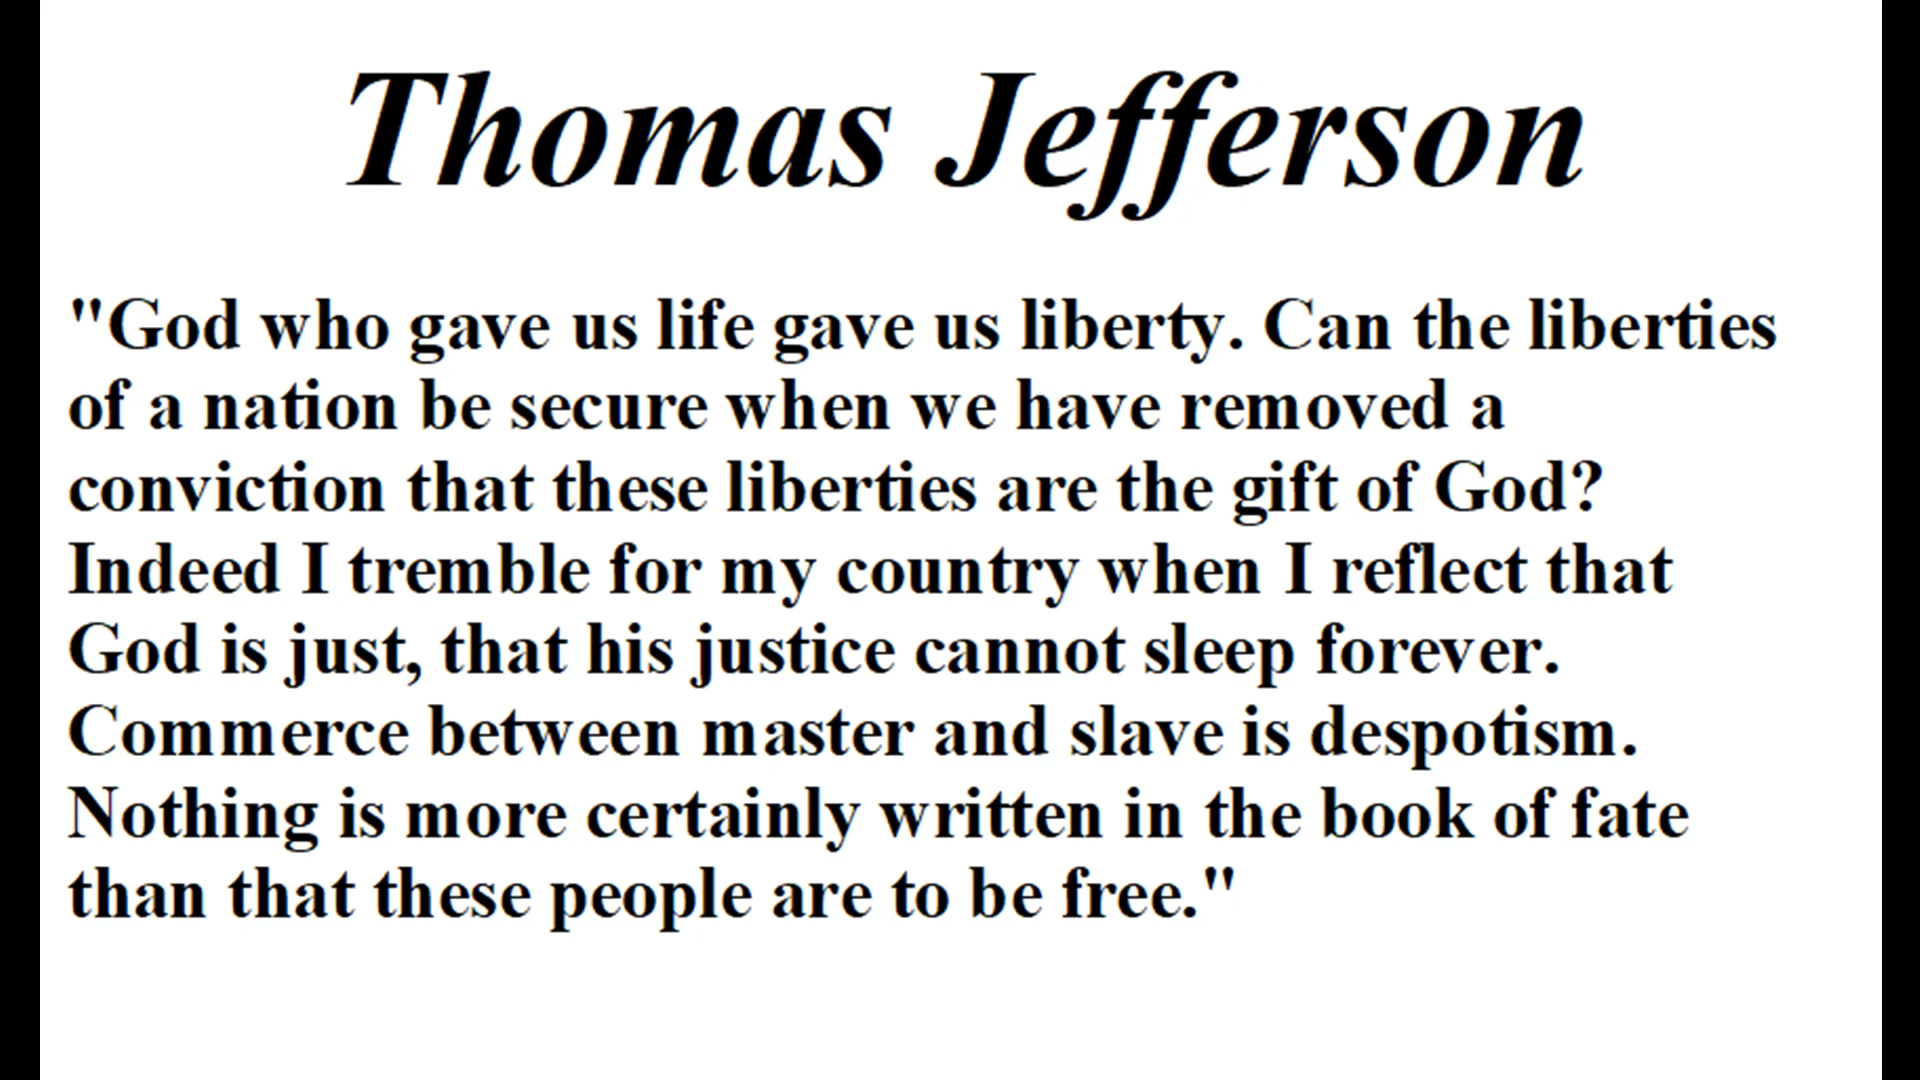 Thomas Jefferson
"God who gave us life gave us liberty. Can the liberties
of a nation be secure when we have removed a
conviction that these liberties are the gift of God?
Indeed I tremble for my country when I reflect that
God is just, that his justice cannot sleep forever.
Commerce between master and slave is despotism.
Nothing is more certainly written in the book of fate
than that these people are to be free."